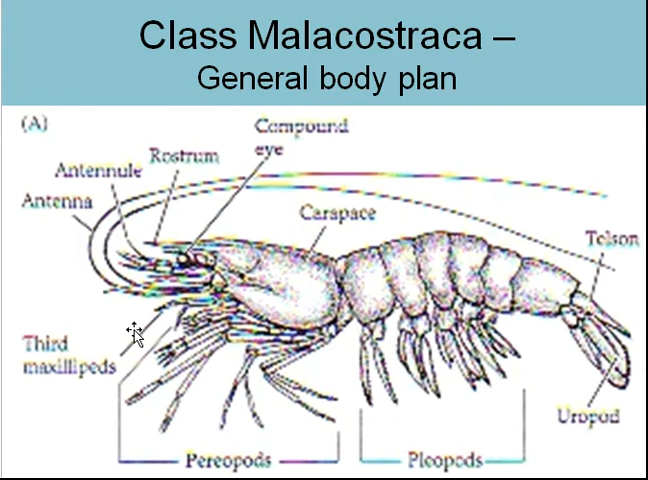 Class Malacostraca –
General body plan
(A)
Compound
eye
Rostrum
Antennule
Antenna
Carapace
Telson
Third
maxillipeds
Uropod
Pereopods
Pleopods